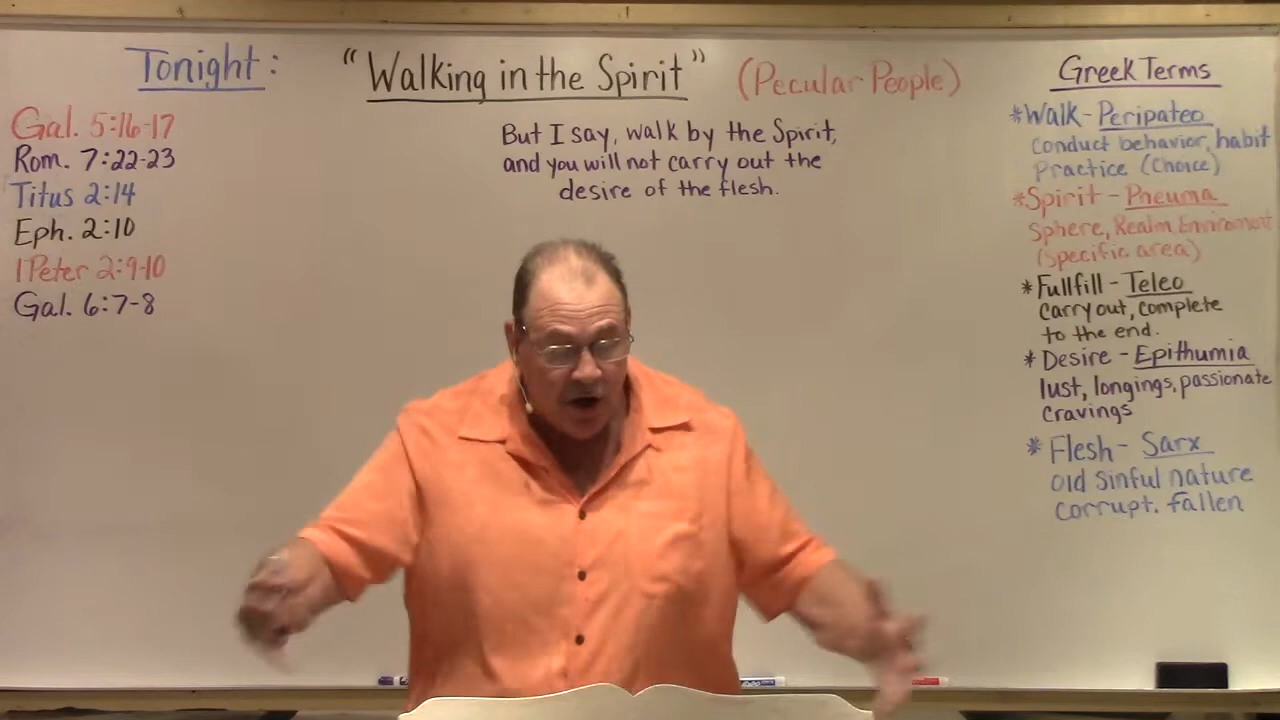 Tonight:
"Walking in the Spirit" (Pecular People)
Gal. 5:16-17
Rom. 7:22-23
Titus 2:14
Eph. 2:10
1 Peter 2:9-10
Gal. 6:7-8
But I say, walk by the Spirit,
and you will not carry out the
desire of the flesh.
Greek Terms
*Walk - Peripateo
conduct behavior, habit
Practice (Choice)
*Spirit - Pneuma
Sphere, Realm, Enviroment
(Specific area)
*Fullfill - Teleo
carry out, complete
to the end.
*Desire - Epithumia
lust, longings, passionate
cravings
*Flesh - Sarx
old sinful nature
corrupt. fallen